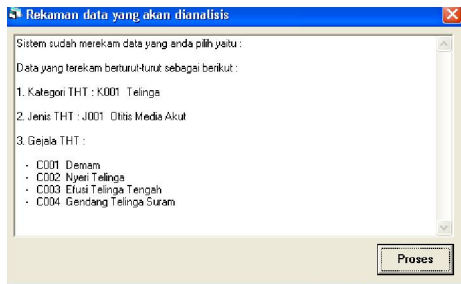 Rekaman data yang akan dianalisis
Sistem sudah merekam data yang anda pilih yaitu :
Data yang terekam berturut-turut sebagai berikut :
1. Kategori THT : K001 Telinga
2. Jenis THT : J001 Otitis Media Akut
3. Gejala THT :
- C001 Demam
- C002 Nyeri Telinga
- C003 Efusi Telinga Tengah
- C004 Gendang Telinga Suram
Proses